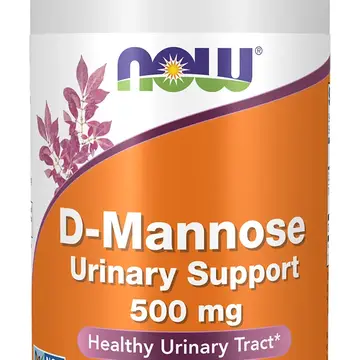 NOW®
D-Mannose
Urinary Support
500 mg
Healthy Urinary Tract*